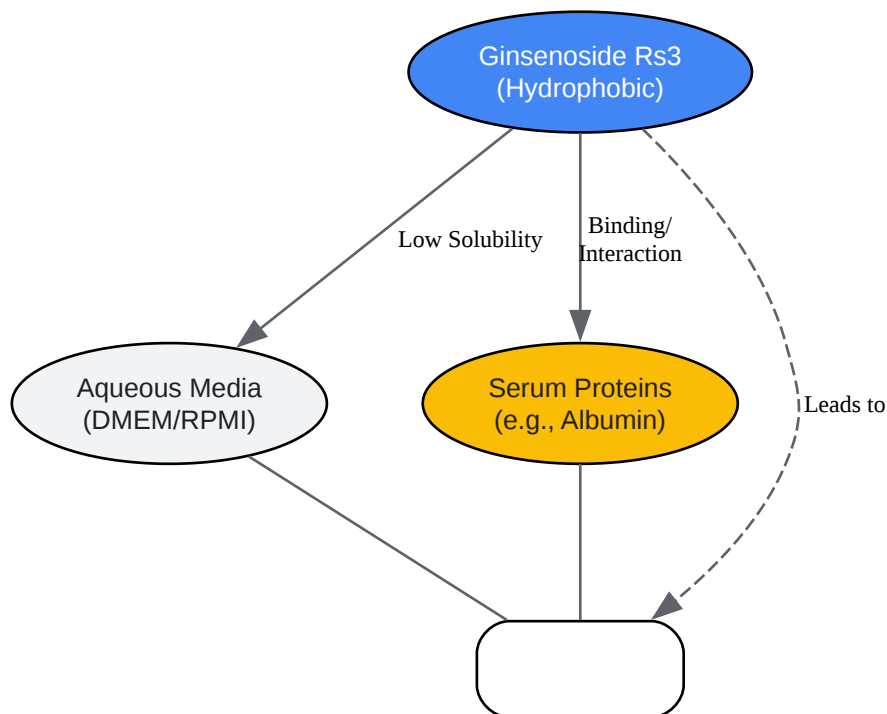 Ginsenoside Rs3
(Hydrophobic)
Low Solubility
Binding/
Interaction
Aqueous Media
(DMEM/RPMI)
Serum Proteins
(e.g., Albumin)
Leads to